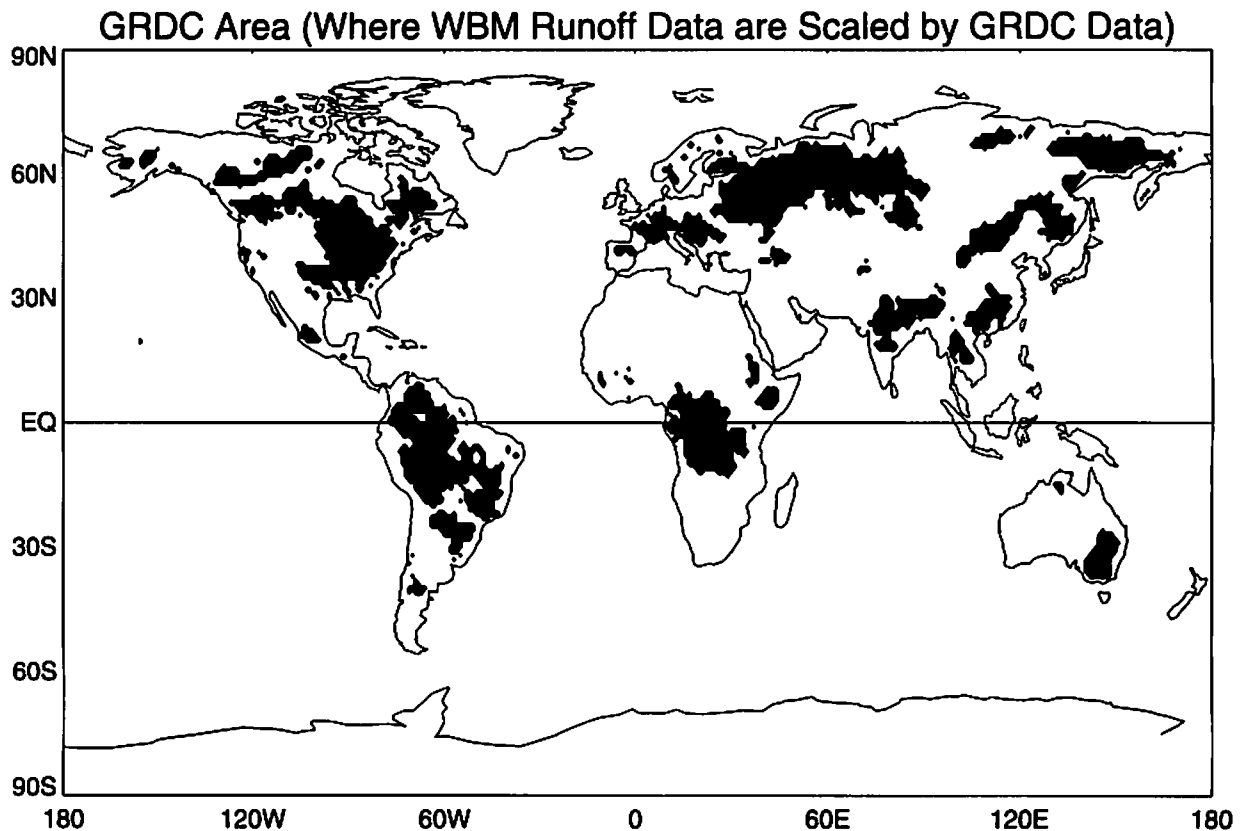 GRDC Area (Where WBM Runoff Data are Scaled by GRDC Data)
90N
60N
30N
EQ
30S
60S
90S
180 120W 60W 0 60E 120E 180